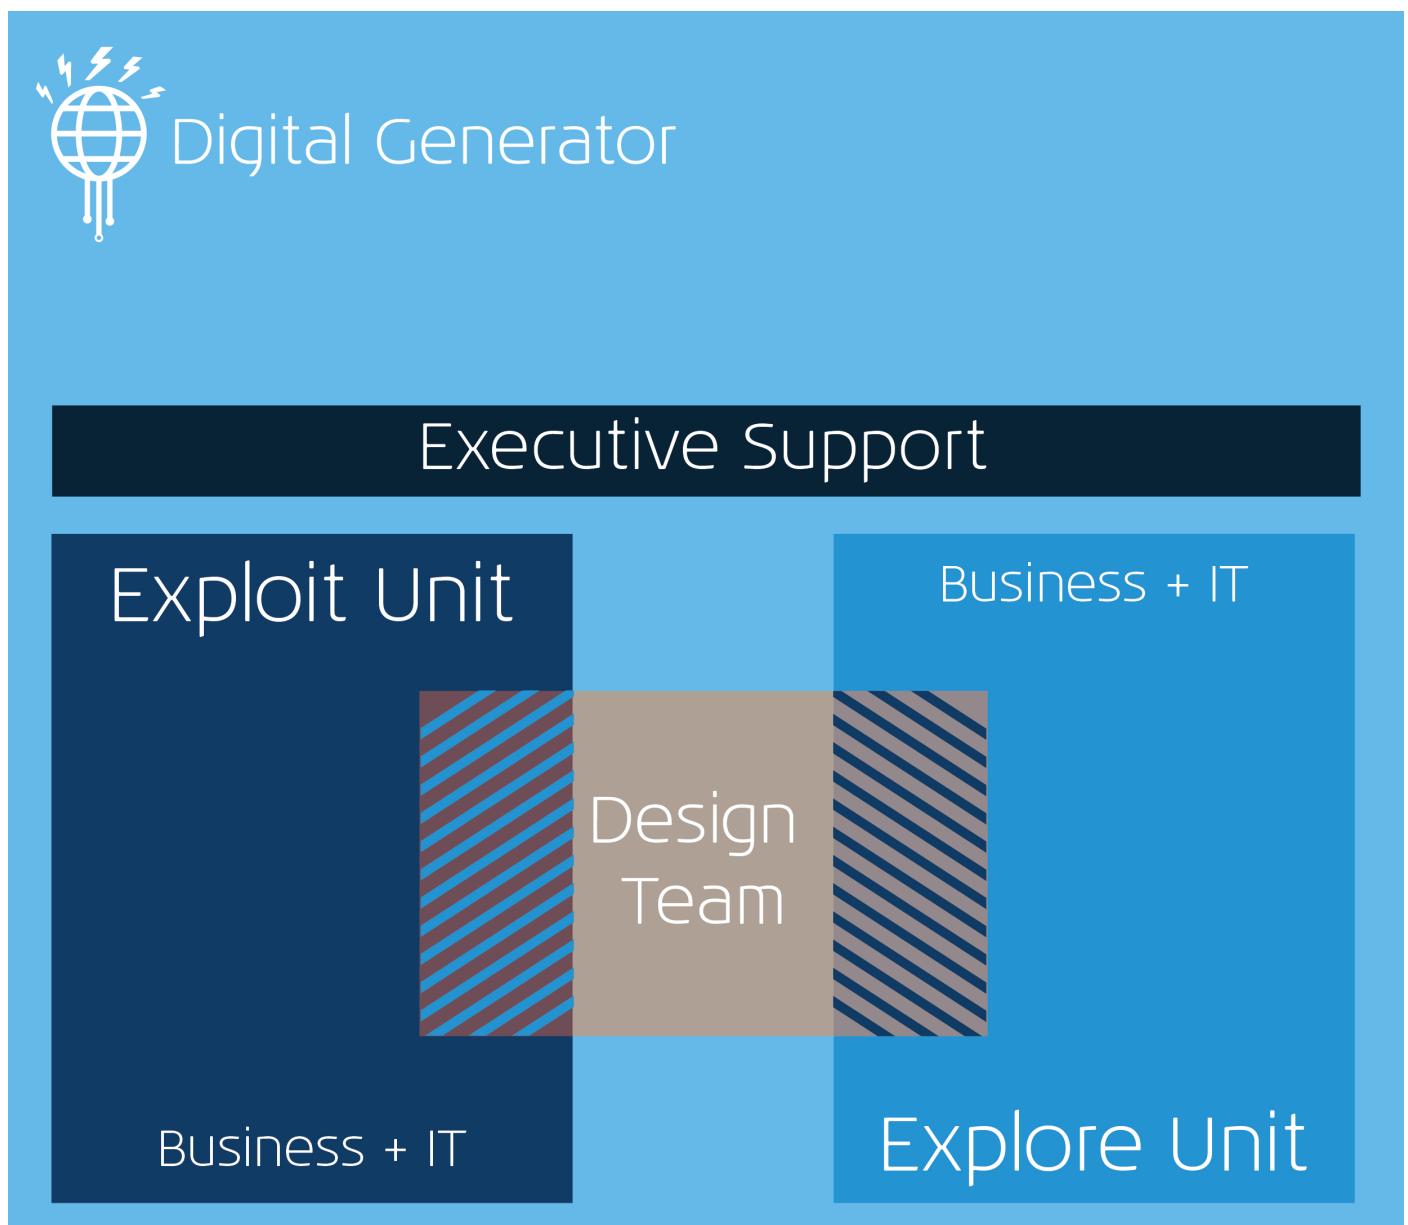 Digital Generator
Executive Support
Exploit Unit
Business + IT
Design
Team
Business + IT
Explore Unit